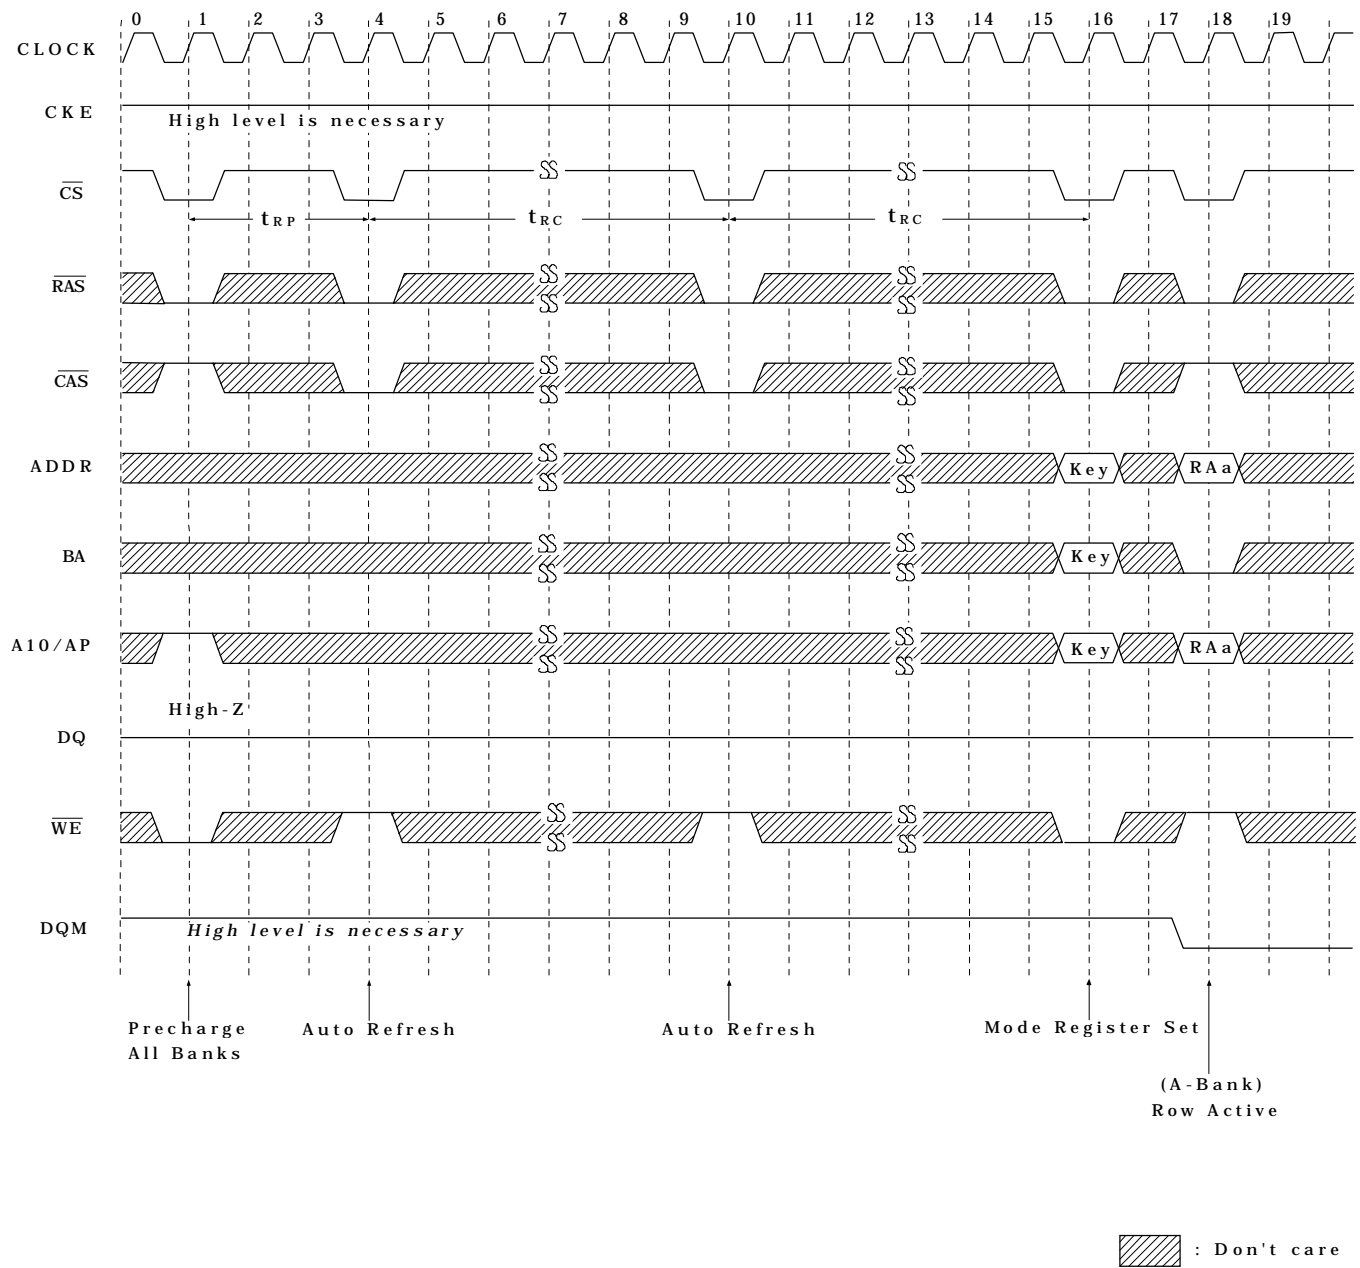 0 1 2 3 4 5 6 7 8 9 10 11 12 13 14 15 16 17 18 19
CLOCK
CKE
High level is necessary
CS
tRP tRC tRC
RAS
CAS
ADDR Key RAa
BA Key
A10/AP Key RAa
High-Z
DQ
WE
DQM
High level is necessary
Precharge
All Banks
Auto Refresh
Auto Refresh
Mode Register Set
(A-Bank)
Row Active
: Don't care